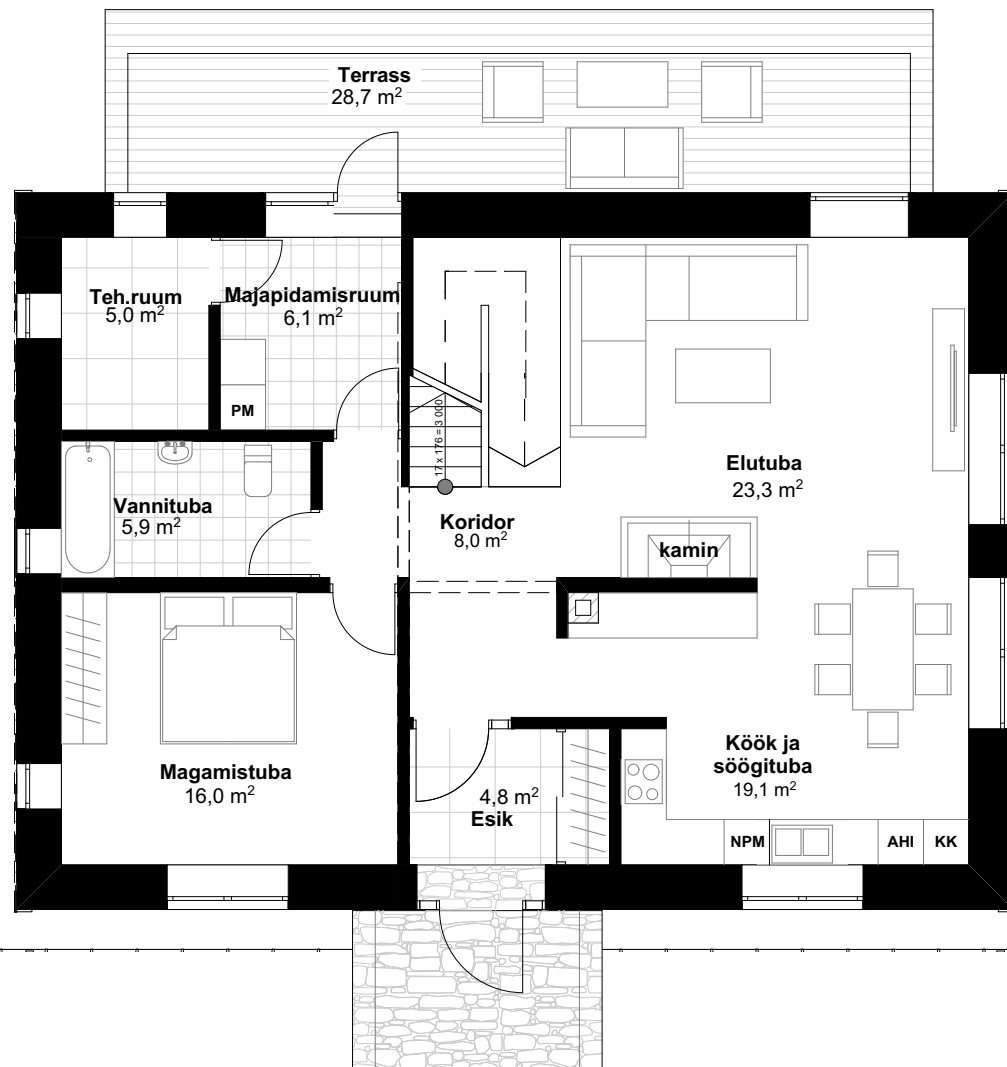 Terrass
28,7 m²
Teh.ruum
5,0 m²
Majapidamisruum
6,1 m²
PM
17 x 176 = 3 000
Vannituba
5,9 m²
Koridor
8,0 m²
Elutuba
23,3 m²
kamin
Magamistuba
16,0 m²
4,8 m²
Esik
Köök ja
söögituba
19,1 m²
NPM
AHI
KK